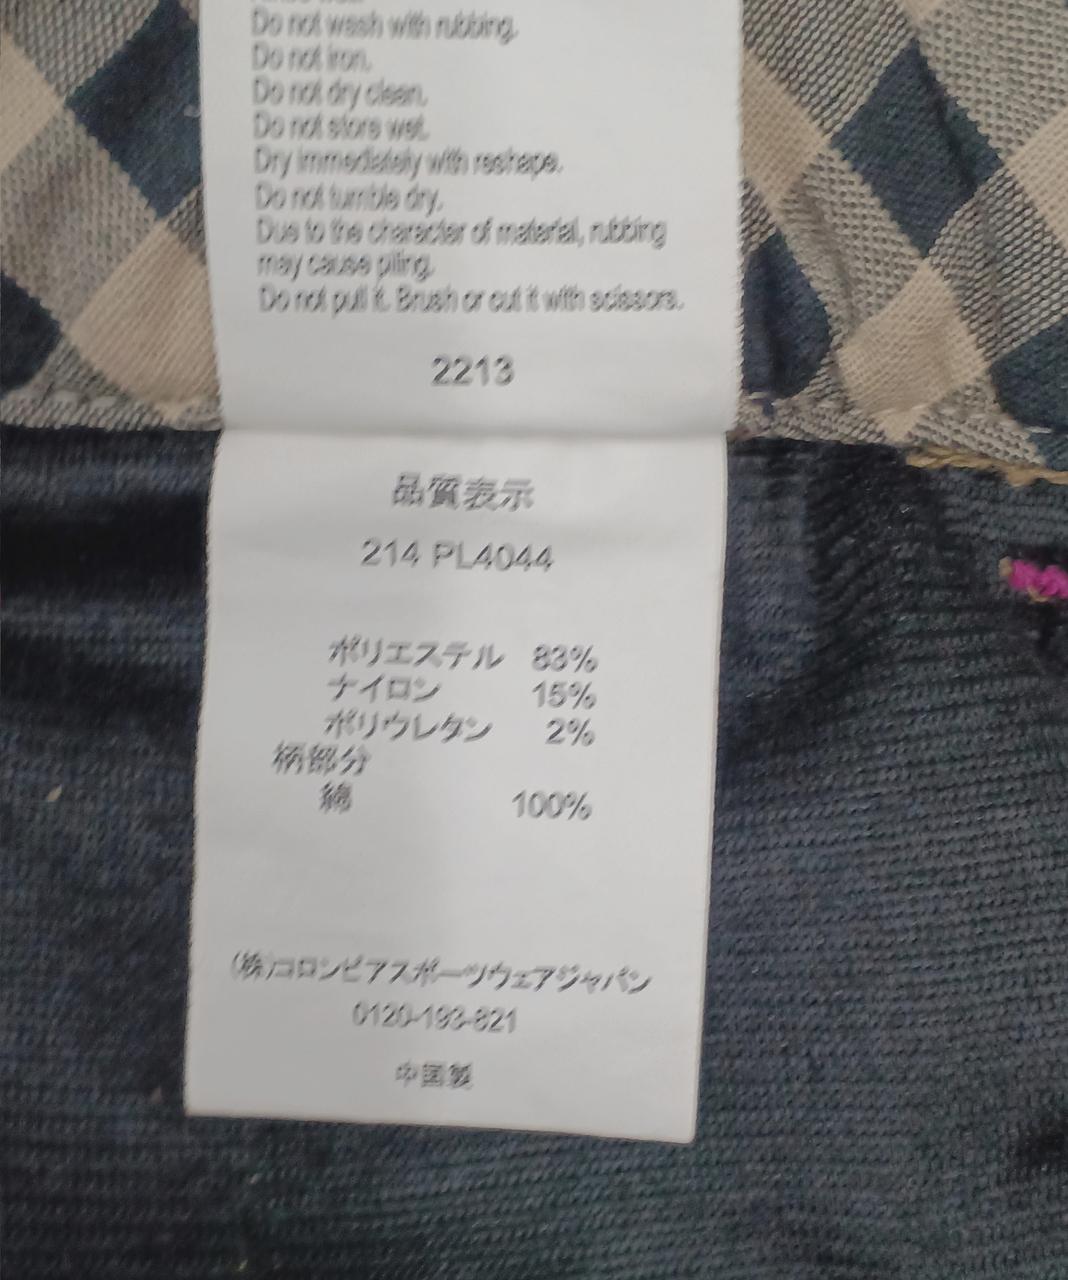 Do not wash with rubbing.
Do not iron.
Do not dry clean.
Do not store wet.
Dry immediately with reshape.
Do not tumble dry.
Due to the character of material, rubbing
may cause piling.
Do not pull it. Brush or cut it with scissors.
2213
品質表示
214 PL4044
ポリエステル 83%
ナイロン 15%
ポリウレタン 2%
柄部分
綿 100%
(株)コロンビアスポーツウェアジャパン
0120-193-821
中国製